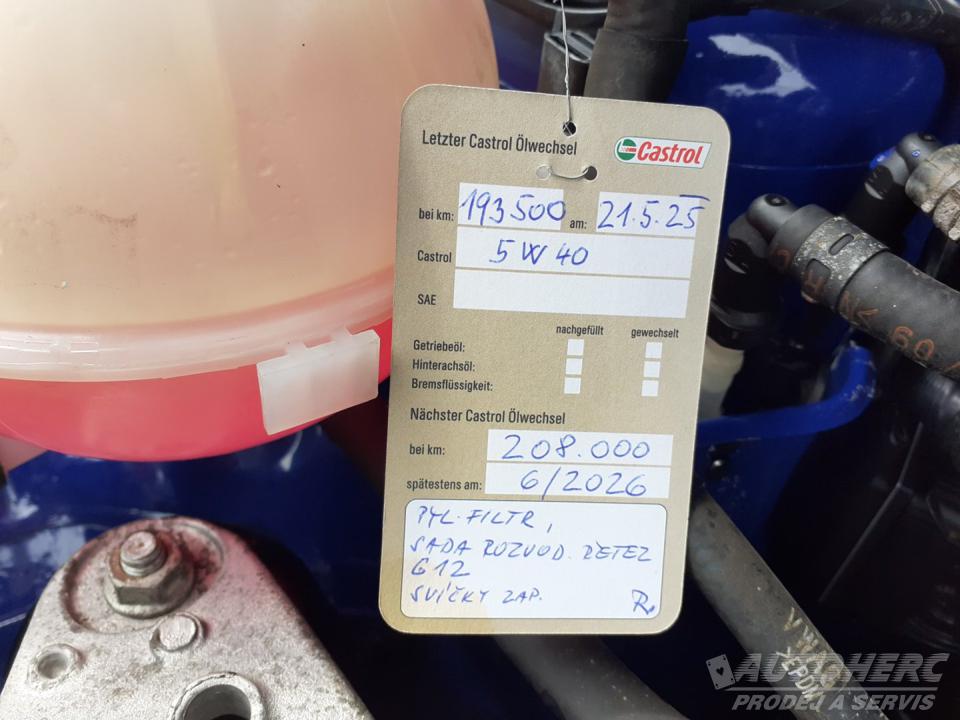 Letzter Castrol Ölwechsel
Castrol
bei km: 193 500 am: 21.5.25
Castrol 5W40
SAE
nachgefüllt gewechselt
Getriebeöl:
Hinterachsöl:
Bremsflüssigkeit:
Nächster Castrol Ölwechsel
bei km: 208.000
spätestens am: 6/2026
PYL. FILTR,
SADA ROZVOD. ŘETEZ
G12
SVÍČKY ZAP. R.
AUTOHERC
PRODEJ A SERVIS